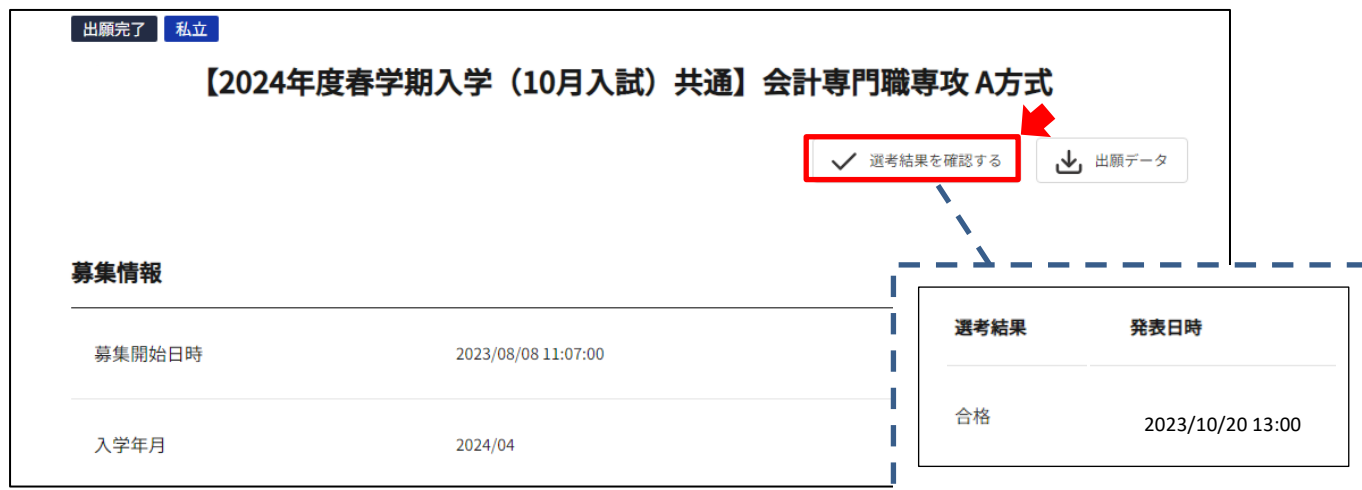 出願完了 私立
【2024年度春学期入学（10月入試）共通】会計専門職専攻 A方式
選考結果を確認する 出願データ
募集情報
募集開始日時 2023/08/08 11:07:00
入学年月 2024/04
選考結果 発表日時
合格 2023/10/20 13:00